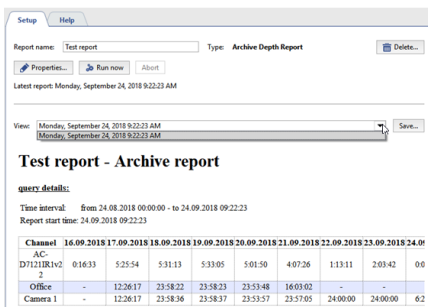 Setup Help
Report name: Test report Type: Archive Depth Report Delete...
Properties... Run now Abort
Latest report: Monday, September 24, 2018 9:22:23 AM
View: Monday, September 24, 2018 9:22:23 AM Save...
Monday, September 24, 2018 9:22:23 AM
Test report - Archive report
query details:
Time interval: from 24.08.2018 00:00:00 - to 24.09.2018 09:22:23
Report start time: 24.09.2018 09:22:23
Channel 16.09.2018 17.09.2018 18.09.2018 19.09.2018 20.09.2018 21.09.2018 22.09.2018 23.09.2018 24.09
AC-
D7121IR1v2 0:16:33 5:25:54 5:31:13 5:33:05 5:01:50 4:07:26 1:13:11 2:03:42 0:0
2
Office - 12:26:17 23:58:22 23:58:23 23:53:48 16:03:02 - -
Camera 1 - 12:26:17 23:58:36 23:58:37 23:53:57 23:57:05 24:00:00 24:00:00 6:2